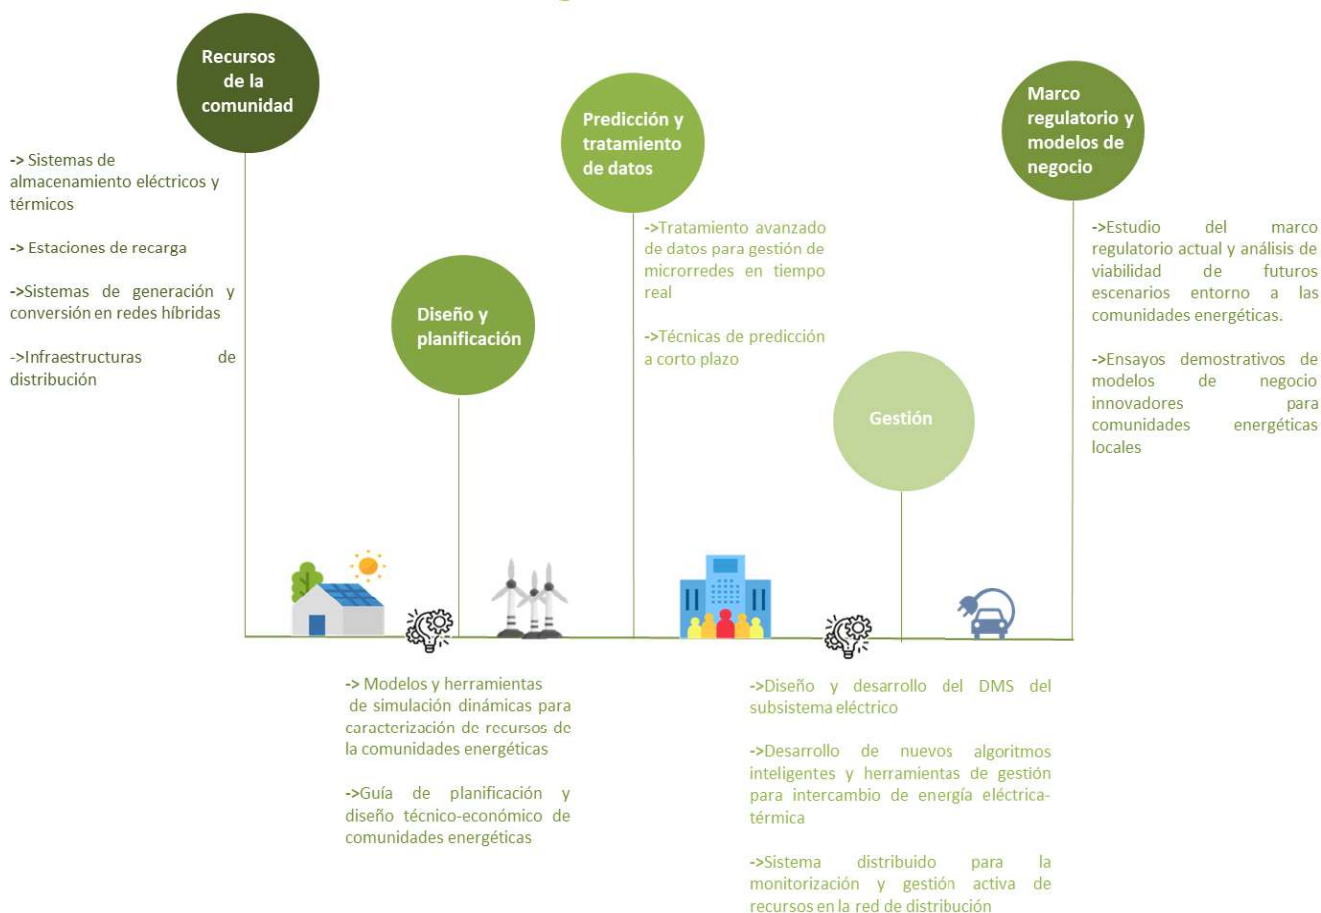 Recursos
de la
comunidad
-> Sistemas de
almacenamiento eléctricos y
térmicos
-> Estaciones de recarga
->Sistemas de generación y
conversión en redes híbridas
->Infraestructuras de
distribución
Diseño y
planificación
-> Modelos y herramientas
de simulación dinámicas para
caracterización de recursos de
la comunidades energéticas
->Guía de planificación y
diseño técnico-económico de
comunidades energéticas
Predicción y
tratamiento
de datos
->Tratamiento avanzado
de datos para gestión de
microrredes en tiempo
real
->Técnicas de predicción
a corto plazo
Gestión
->Diseño y desarrollo del DMS del
subsistema eléctrico
->Desarrollo de nuevos algoritmos
inteligentes y herramientas de gestión
para intercambio de energía eléctrica-
térmica
->Sistema distribuido para la
monitorización y gestión activa de
recursos en la red de distribución
Marco
regulatorio y
modelos de
negocio
->Estudio del marco
regulatorio actual y análisis de
viabilidad de futuros
escenarios entorno a las
comunidades energéticas.
->Ensayos demostrativos de
modelos de negocio
innovadores para
comunidades energéticas
locales